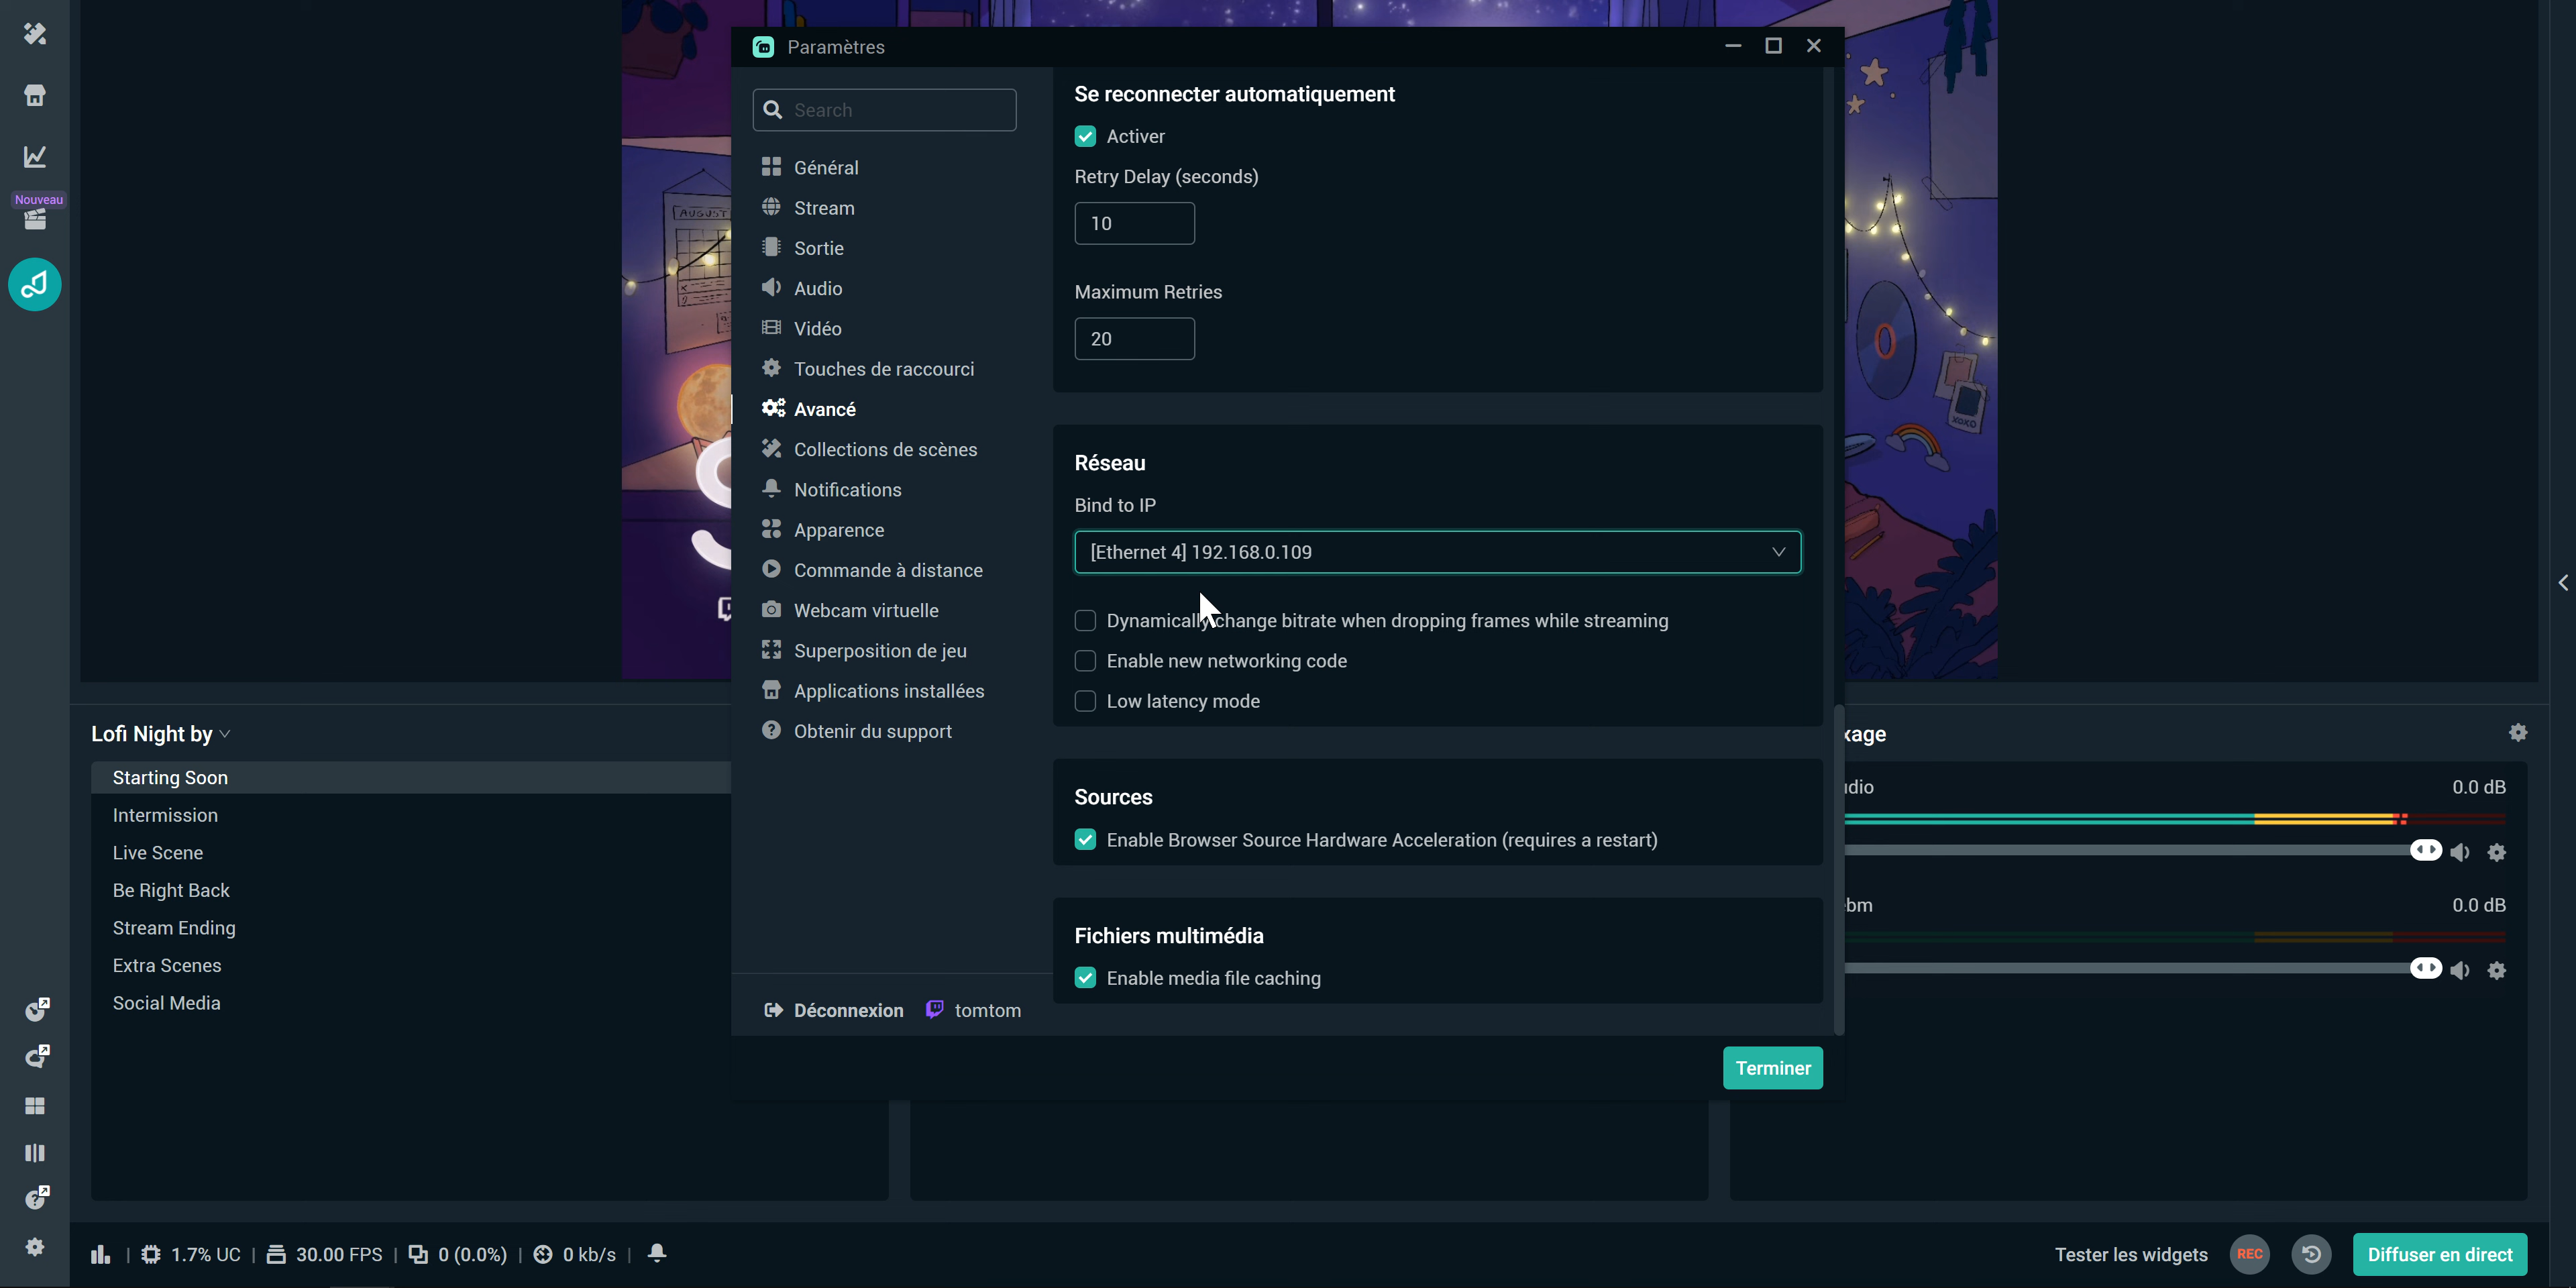 Nouveau
Paramètres
Search
Général
Stream
Sortie
Audio
Vidéo
Touches de raccourci
Avancé
Collections de scènes
Notifications
Apparence
Commande à distance
Webcam virtuelle
Superposition de jeu
Applications installées
Obtenir du support
Déconnexion tomtom
Se reconnecter automatiquement
Activer
Retry Delay (seconds)
10
Maximum Retries
20
Réseau
Bind to IP
[Ethernet 4] 192.168.0.109
Dynamically change bitrate when dropping frames while streaming
Enable new networking code
Low latency mode
Sources
Enable Browser Source Hardware Acceleration (requires a restart)
Fichiers multimédia
Enable media file caching
Terminer
AUGUST
XOXO
Lofi Night by
Starting Soon
Intermission
Live Scene
Be Right Back
Stream Ending
Extra Scenes
Social Media
xage
dio 0.0 dB
bm 0.0 dB
1.7% UC 30.00 FPS 0 (0.0%) 0 kb/s
Tester les widgets REC Diffuser en direct